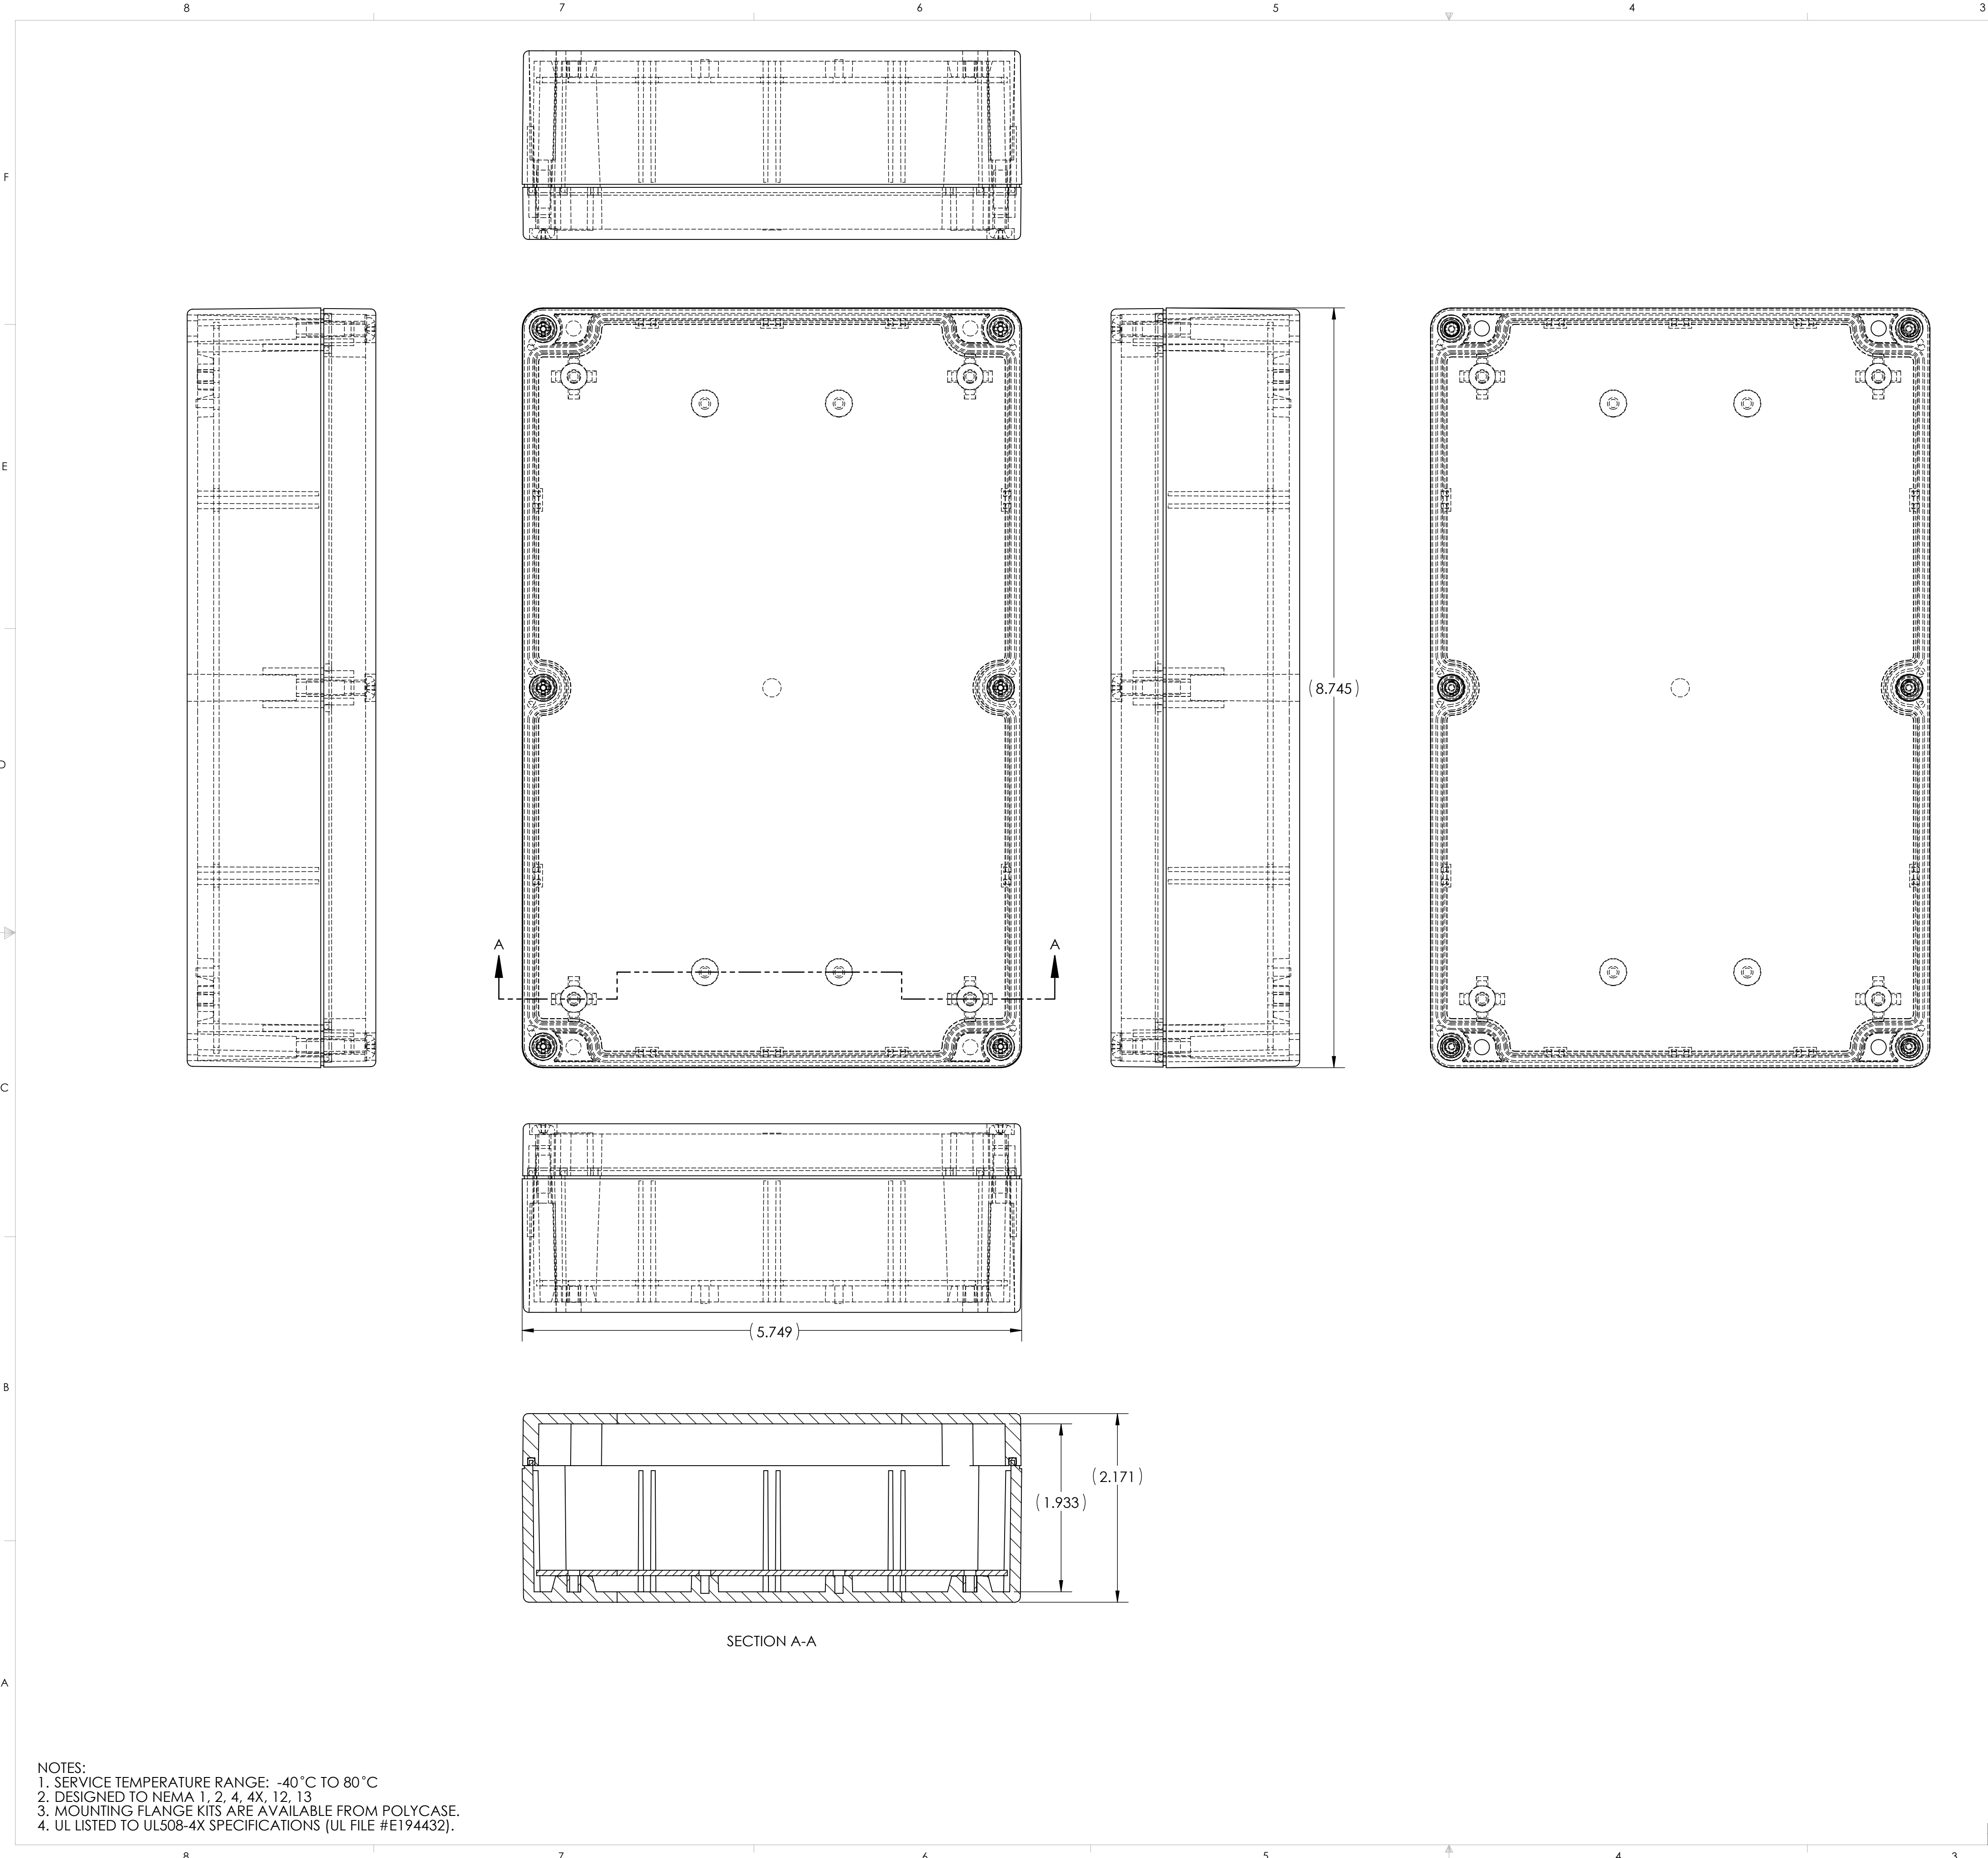 8 7 6 5 4 3
F
E
(8.745)
D
A A
C
(5.749)
B
(2.171)
(1.933)
SECTION A-A
A
NOTES:
1. SERVICE TEMPERATURE RANGE: -40°C TO 80°C
2. DESIGNED TO NEMA 1, 2, 4, 4X, 12, 13
3. MOUNTING FLANGE KITS ARE AVAILABLE FROM POLYCASE.
4. UL LISTED TO UL508-4X SPECIFICATIONS (UL FILE #E194432).
8 7 6 5 4 3